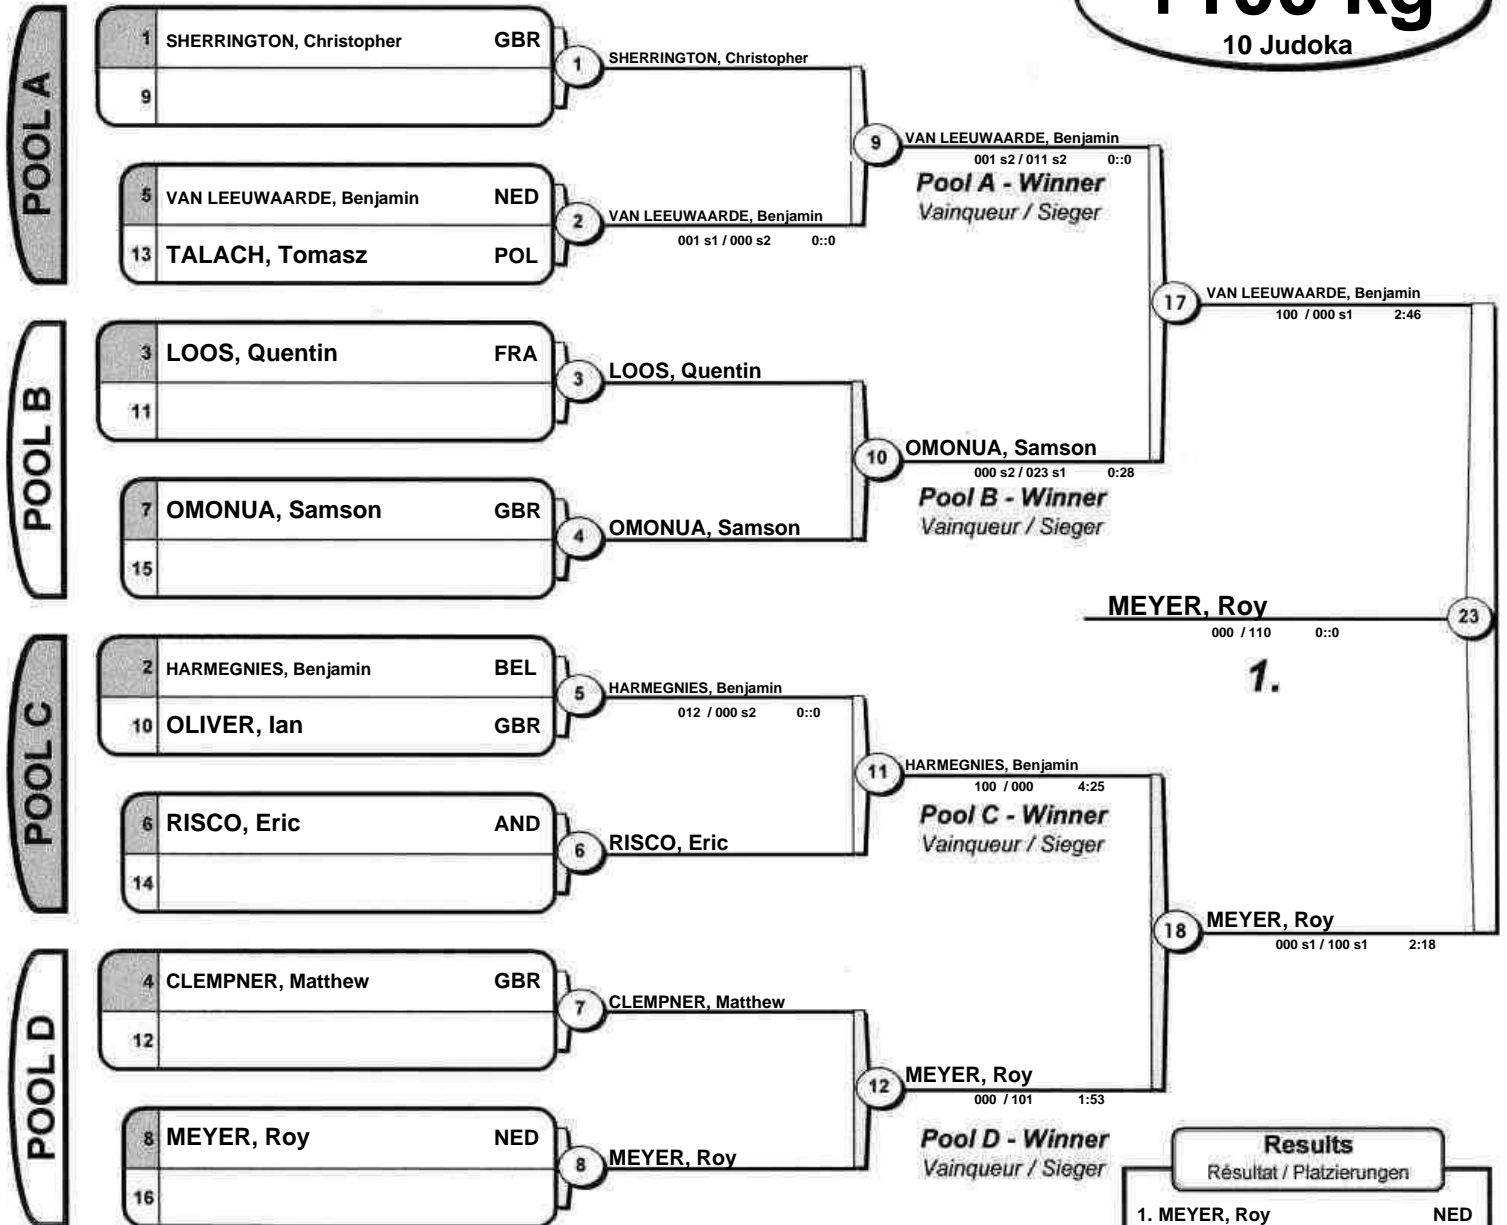 10 Judoka
POOL A
1 SHERRINGTON, Christopher GBR
9
1 SHERRINGTON, Christopher
5 VAN LEEUWAARDE, Benjamin NED
13 TALACH, Tomasz POL
2 VAN LEEUWAARDE, Benjamin
001 s1 / 000 s2 0::0
9 VAN LEEUWAARDE, Benjamin
001 s2 / 011 s2 0::0
Pool A - Winner
Vainqueur / Sieger
17 VAN LEEUWAARDE, Benjamin
100 / 000 s1 2:46
POOL B
3 LOOS, Quentin FRA
11
3 LOOS, Quentin
7 OMONUA, Samson GBR
15
4 OMONUA, Samson
10 OMONUA, Samson
000 s2 / 023 s1 0:28
Pool B - Winner
Vainqueur / Sieger
MEYER, Roy 23
000 / 110 0::0
1.
POOL C
2 HARMEGNIES, Benjamin BEL
10 OLIVER, Ian GBR
5 HARMEGNIES, Benjamin
012 / 000 s2 0::0
6 RISCO, Eric AND
14
6 RISCO, Eric
11 HARMEGNIES, Benjamin
100 / 000 4:25
Pool C - Winner
Vainqueur / Sieger
18 MEYER, Roy
000 s1 / 100 s1 2:18
POOL D
4 CLEMPNER, Matthew GBR
12
7 CLEMPNER, Matthew
8 MEYER, Roy NED
16
8 MEYER, Roy
12 MEYER, Roy
000 / 101 1:53
Pool D - Winner
Vainqueur / Sieger
Results
Résultat / Platzierungen
1. MEYER, Roy NED